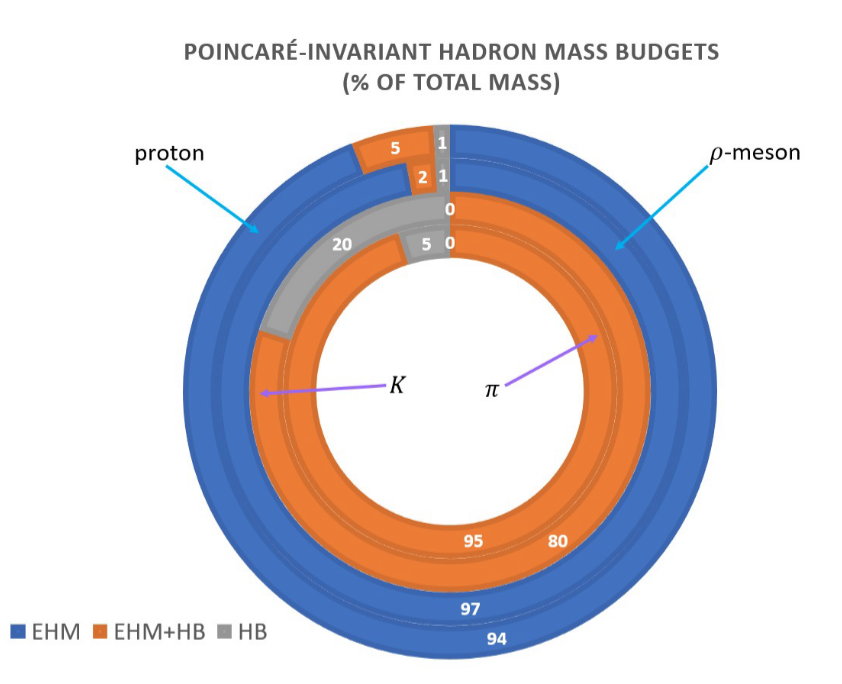 POINCARÉ-INVARIANT HADRON MASS BUDGETS
(% OF TOTAL MASS)
proton
ρ-meson
5
1
2
1
0
20
5
0
K
π
95
80
97
94
EHM
EHM+HB
HB